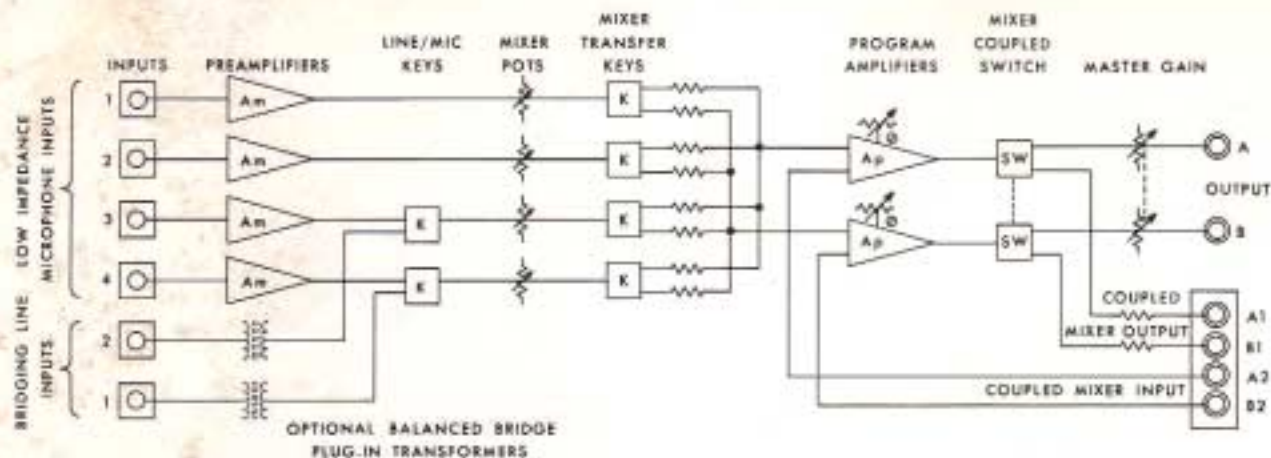 INPUTS
PREAMPLIFIERS
LINE/MIC
KEYS
MIXER
POTS
MIXER
TRANSFER
KEYS
PROGRAM
AMPLIFIERS
MIXER
COUPLED
SWITCH
MASTER GAIN
LOW IMPEDANCE
MICROPHONE INPUTS
1
Am
K
2
Am
K
Ap
SW
A
OUTPUT
3
Am
K
K
Ap
SW
B
4
Am
K
K
BRIDGING LINE
INPUTS
2
1
COUPLED
MIXER OUTPUT
COUPLED MIXER INPUT
A1
B1
A2
B2
OPTIONAL BALANCED BRIDGE
PLUG-IN TRANSFORMERS